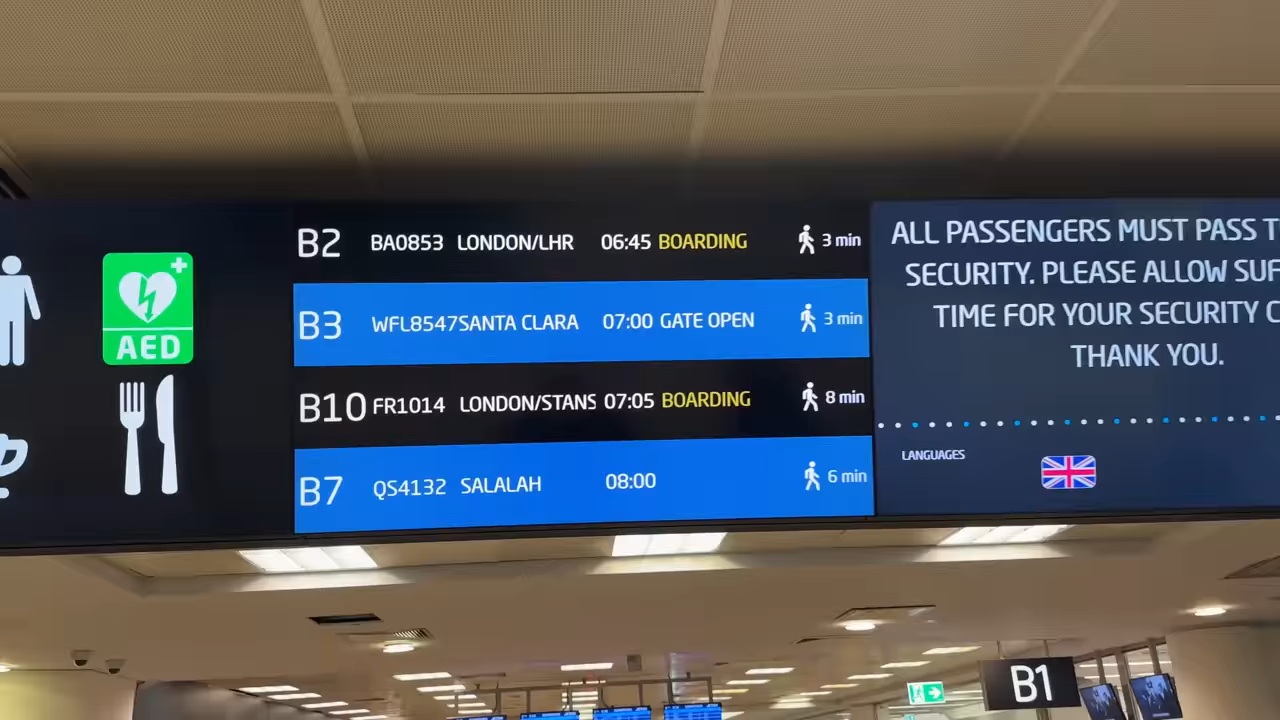 AED
B2 BA0853 LONDON/LHR 06:45 BOARDING 3 min
B3 WFL8547SANTA CLARA 07:00 GATE OPEN 3 min
B10 FR1014 LONDON/STANS 07:05 BOARDING 8 min
B7 QS4132 SALALAH 08:00 6 min
ALL PASSENGERS MUST PASS
SECURITY. PLEASE ALLOW
TIME FOR YOUR SECURITY
THANK YOU.
LANGUAGES
B1